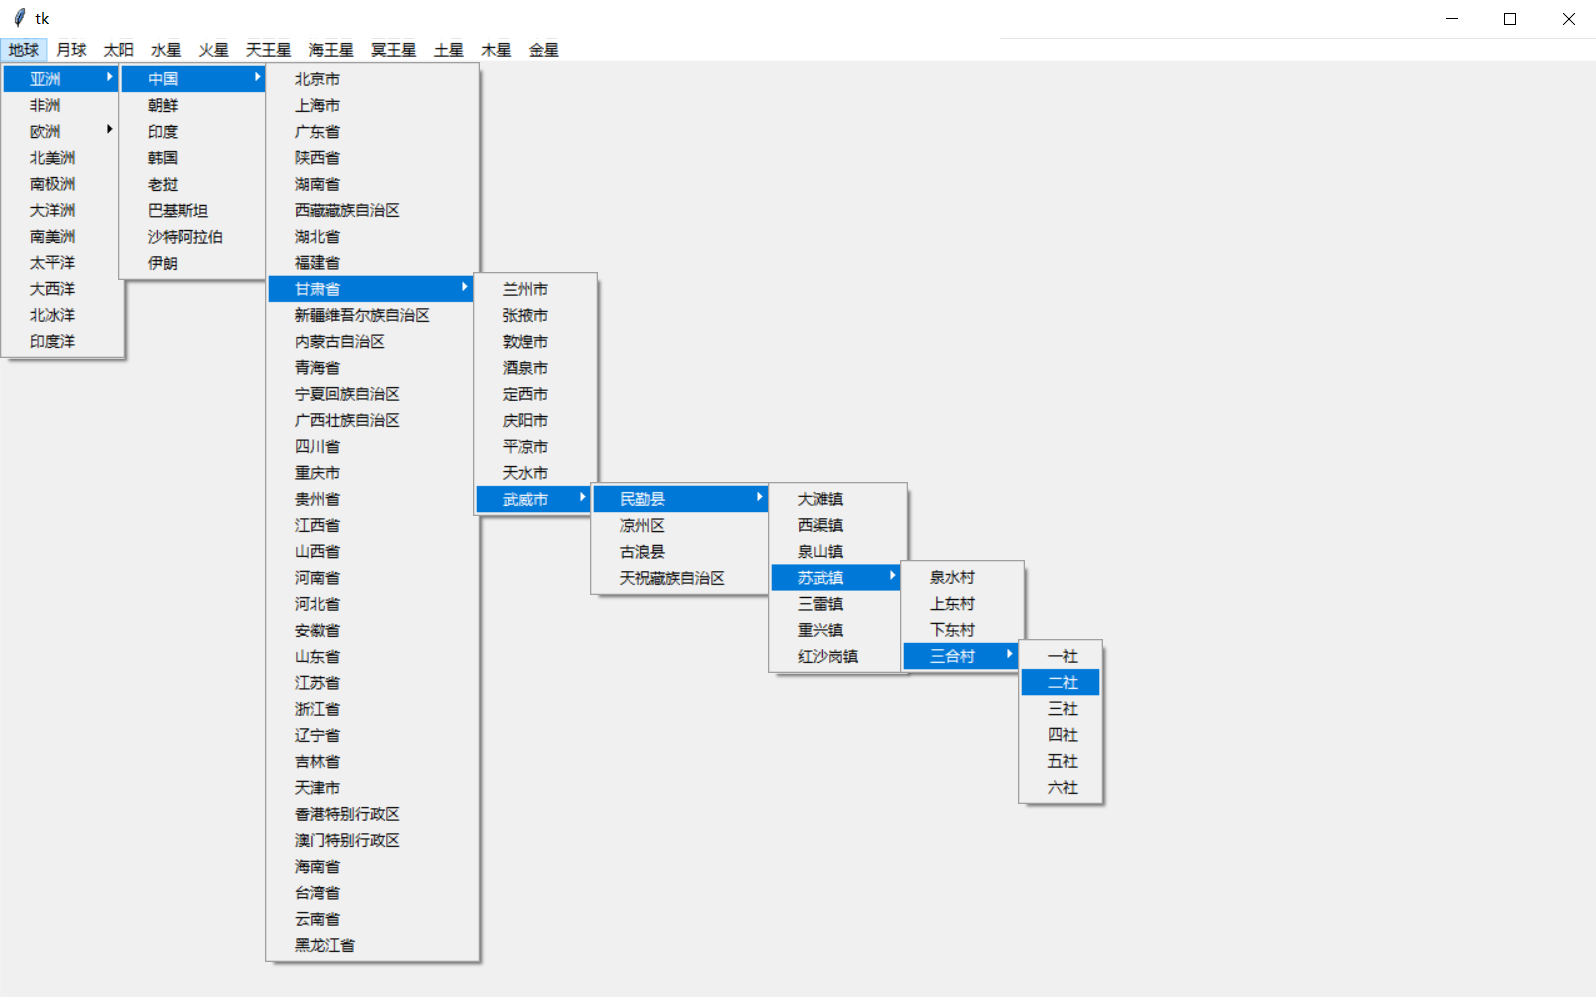 tk
地球 月球 太阳 水星 火星 天王星 海王星 冥王星 土星 木星 金星
亚洲
非洲
欧洲
北美洲
南极洲
大洋洲
南美洲
太平洋
大西洋
北冰洋
印度洋
中国
朝鲜
印度
韩国
老挝
巴基斯坦
沙特阿拉伯
伊朗
北京市
上海市
广东省
陕西省
湖南省
西藏藏族自治区
湖北省
福建省
甘肃省
新疆维吾尔族自治区
内蒙古自治区
青海省
宁夏回族自治区
广西壮族自治区
四川省
重庆市
贵州省
江西省
山西省
河南省
河北省
安徽省
山东省
江苏省
浙江省
辽宁省
吉林省
天津市
香港特别行政区
澳门特别行政区
海南省
台湾省
云南省
黑龙江省
兰州市
张掖市
敦煌市
酒泉市
定西市
庆阳市
平凉市
天水市
武威市
民勤县
凉州区
古浪县
天祝藏族自治区
大滩镇
西渠镇
泉山镇
苏武镇
三雷镇
重兴镇
红沙岗镇
泉水村
上东村
下东村
三合村
一社
二社
三社
四社
五社
六社